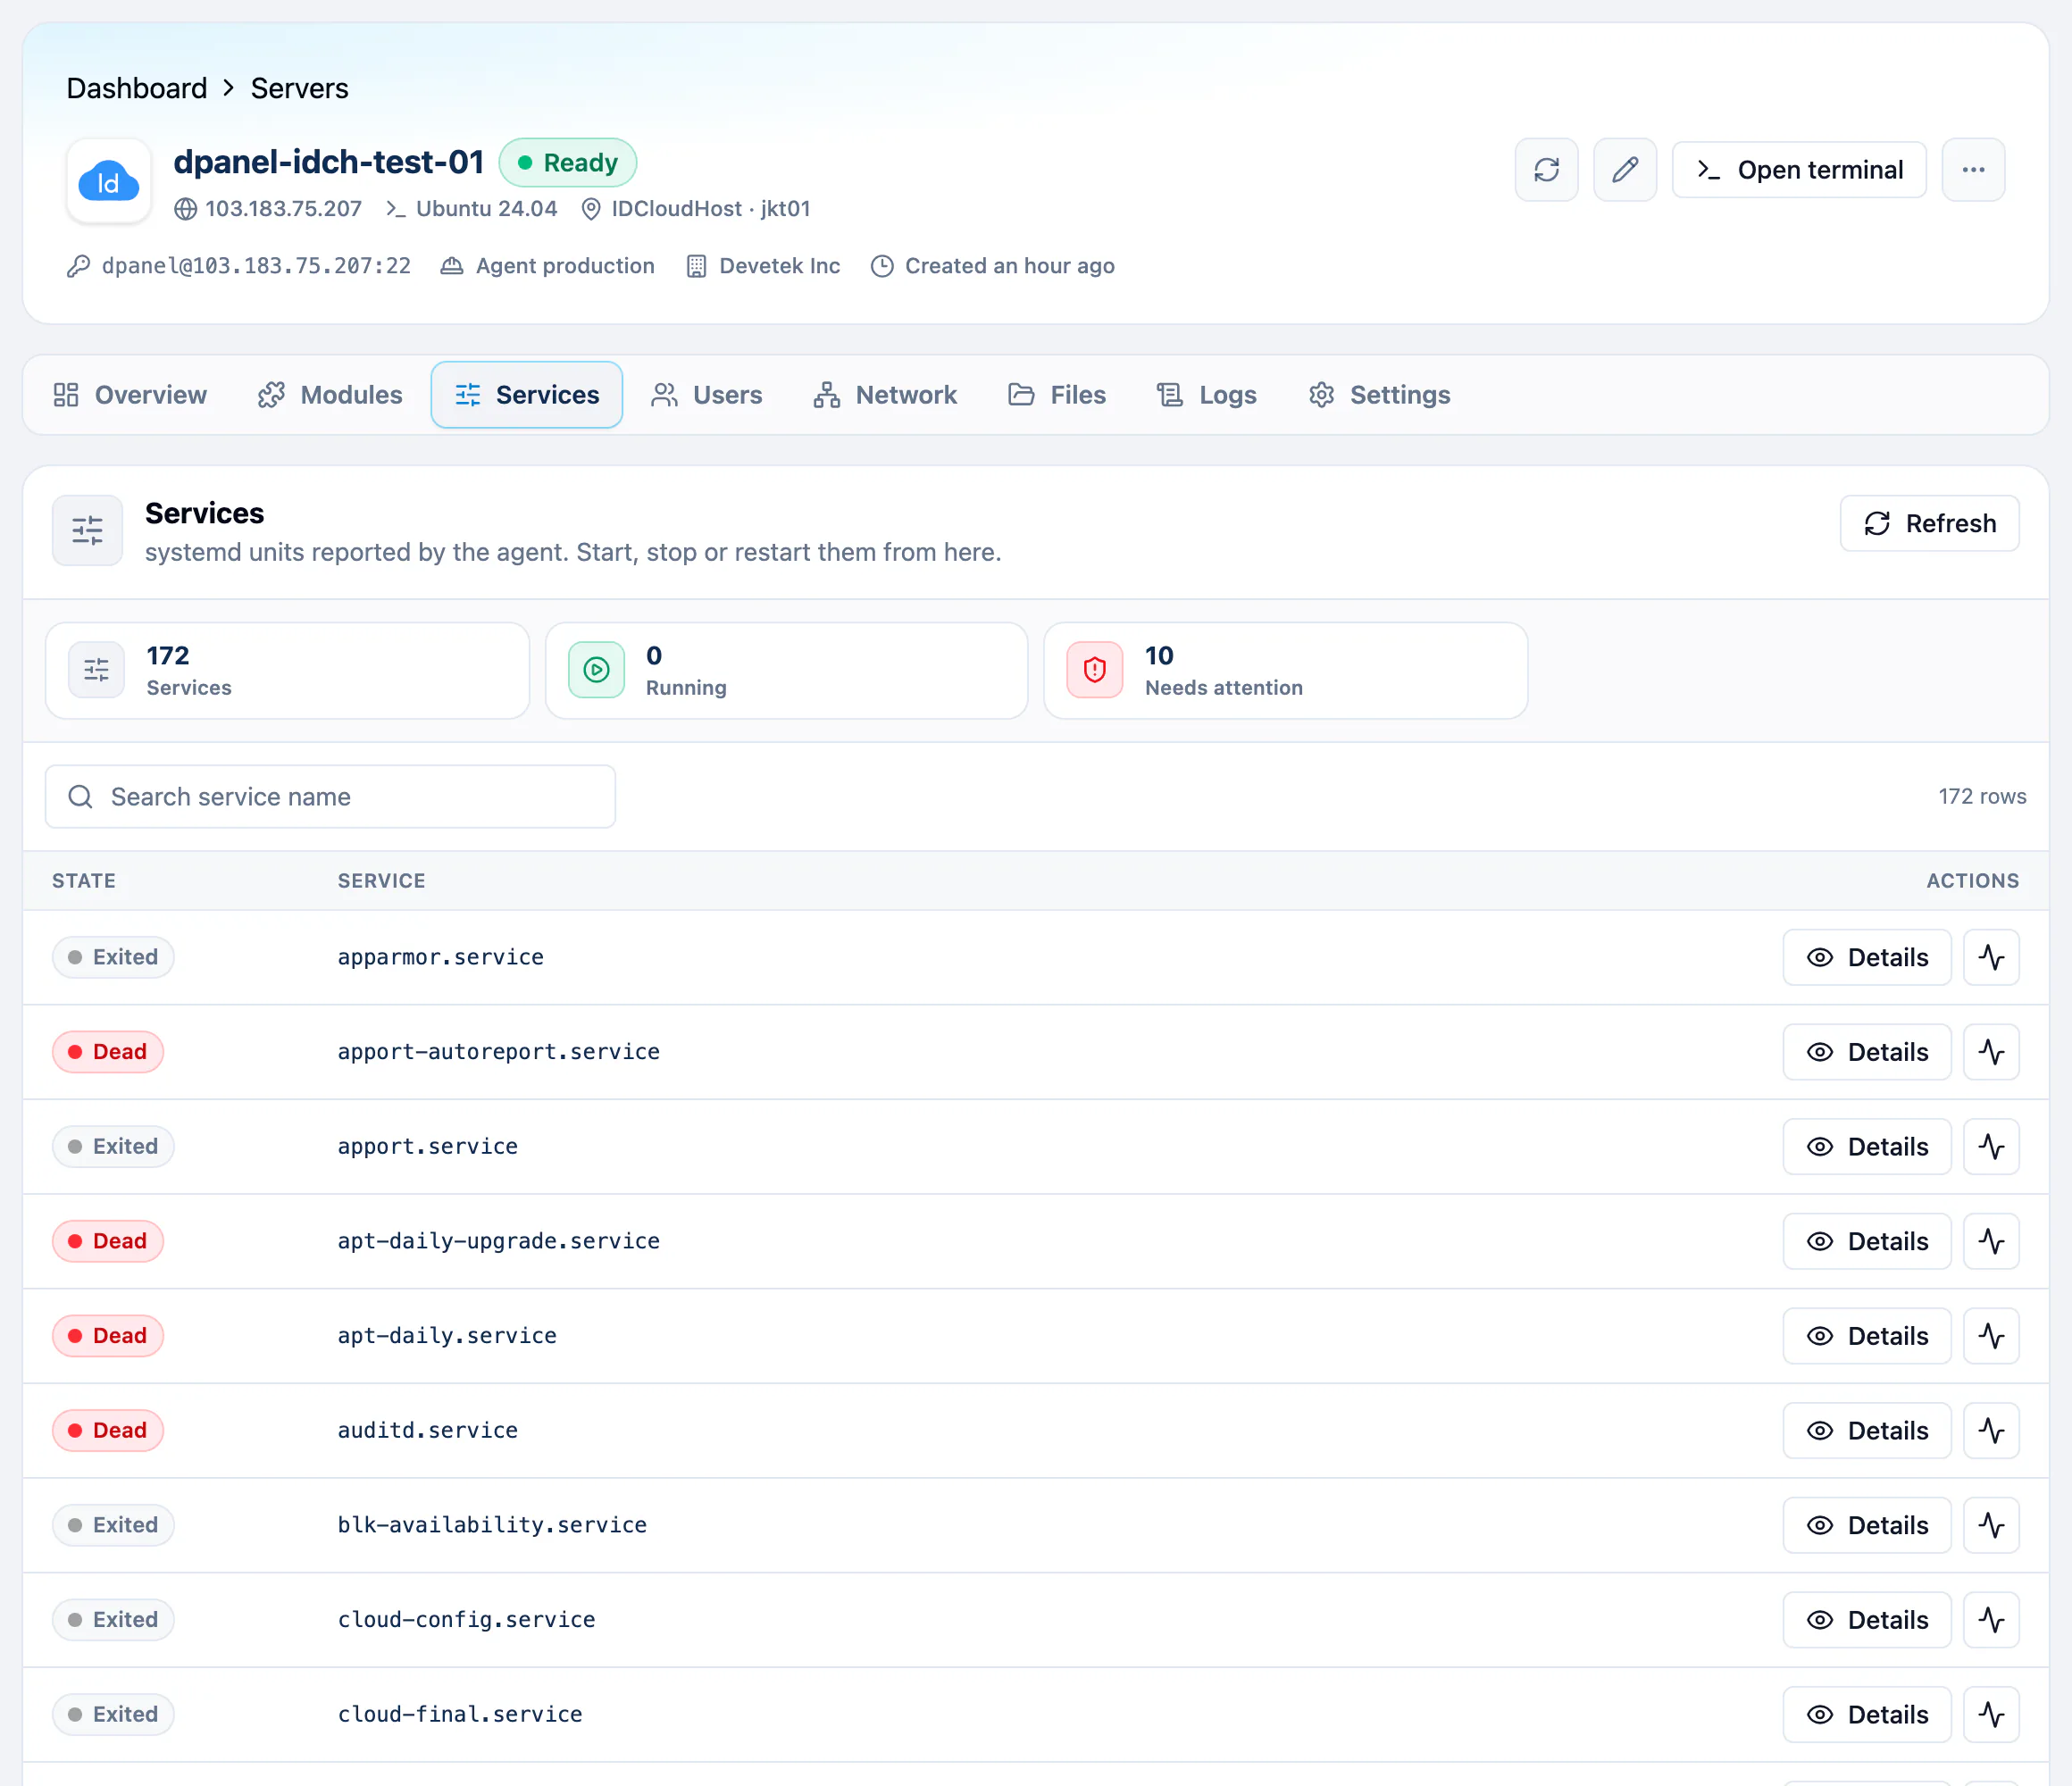 Dashboard > Servers
Id
dpanel-idch-test-01
Ready
103.183.75.207
Ubuntu 24.04
IDCloudHost · jkt01
Open terminal
dpanel@103.183.75.207:22
Agent production
Devetek Inc
Created an hour ago
Overview
Modules
Services
Users
Network
Files
Logs
Settings
Services
systemd units reported by the agent. Start, stop or restart them from here.
Refresh
172
Services
0
Running
10
Needs attention
Search service name
172 rows
STATE SERVICE ACTIONS
Exited apparmor.service Details
Dead apport-autoreport.service Details
Exited apport.service Details
Dead apt-daily-upgrade.service Details
Dead apt-daily.service Details
Dead auditd.service Details
Exited blk-availability.service Details
Exited cloud-config.service Details
Exited cloud-final.service Details